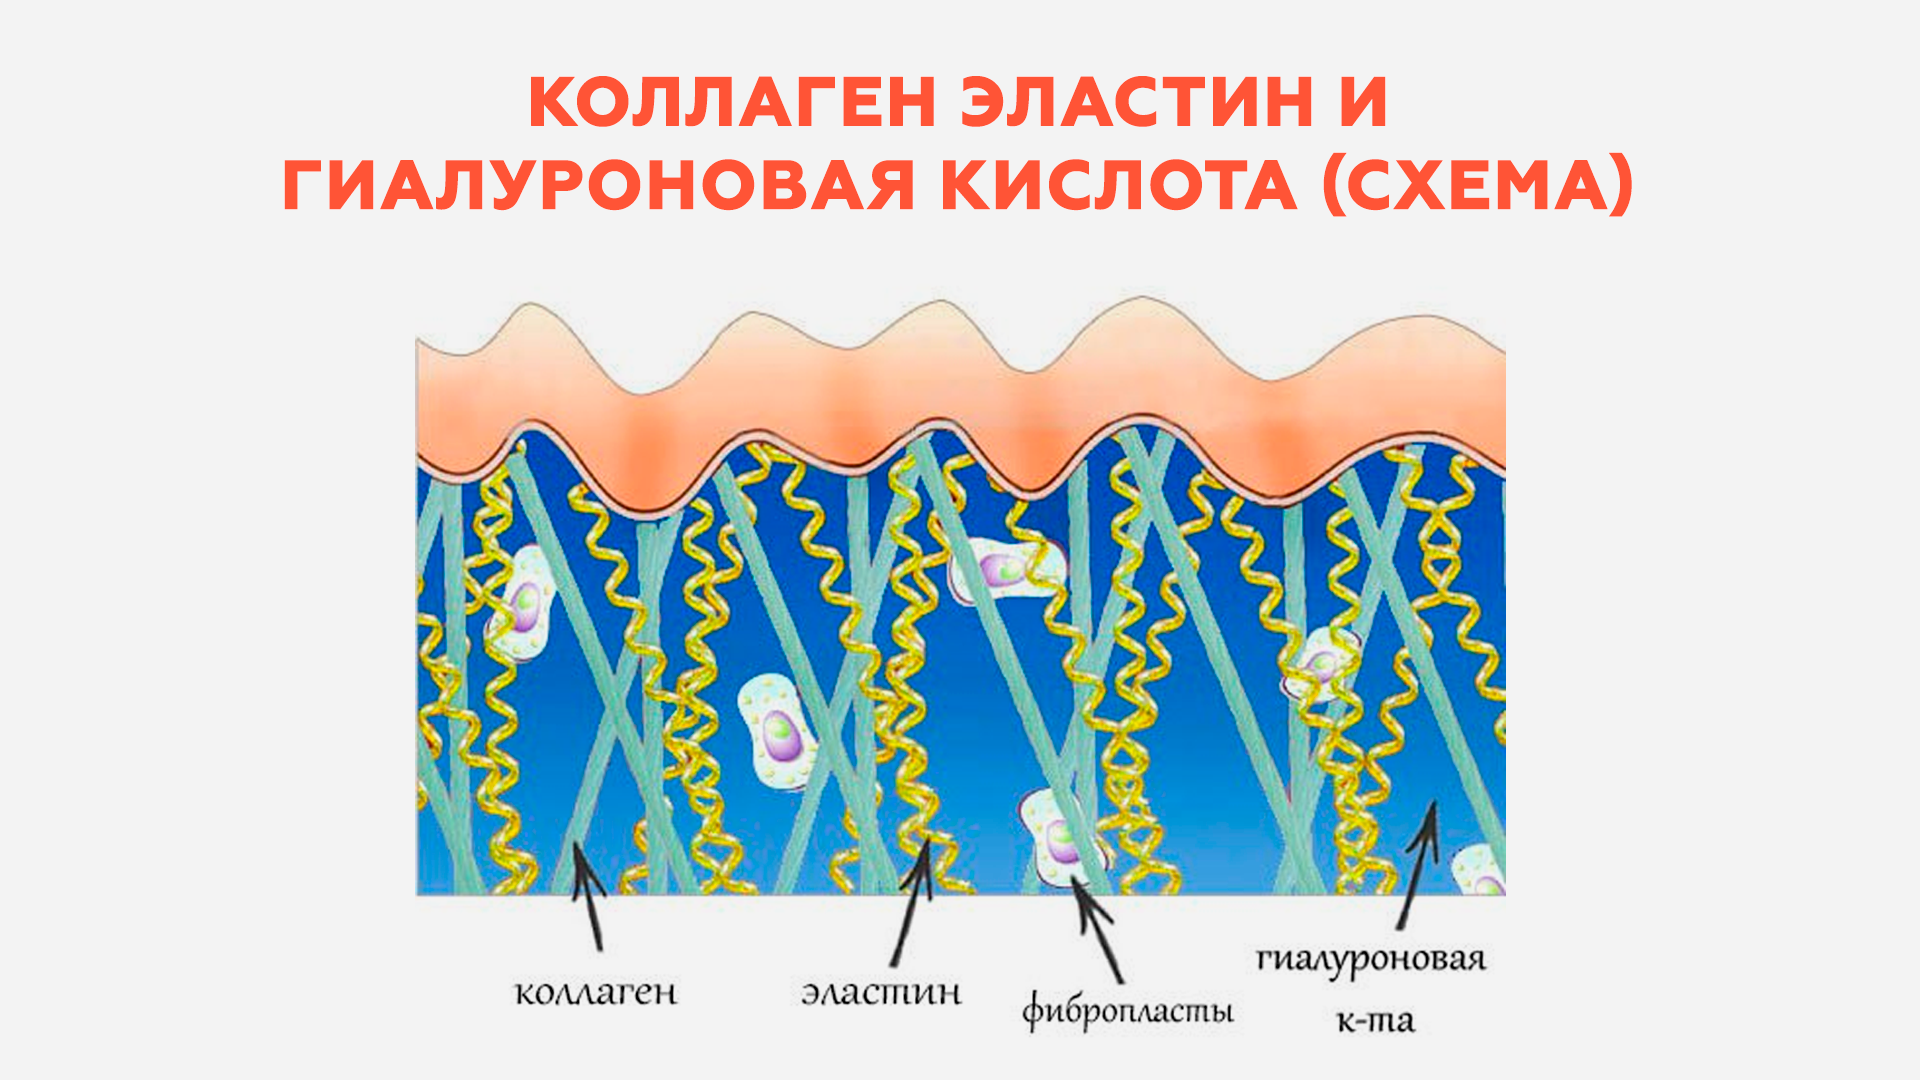 КОЛЛАГЕН ЭЛАСТИН И
ГИАЛУРОНОВАЯ КИСЛОТА (СХЕМА)
коллаген
эластин
фибропласты
гиалуроновая
к-та